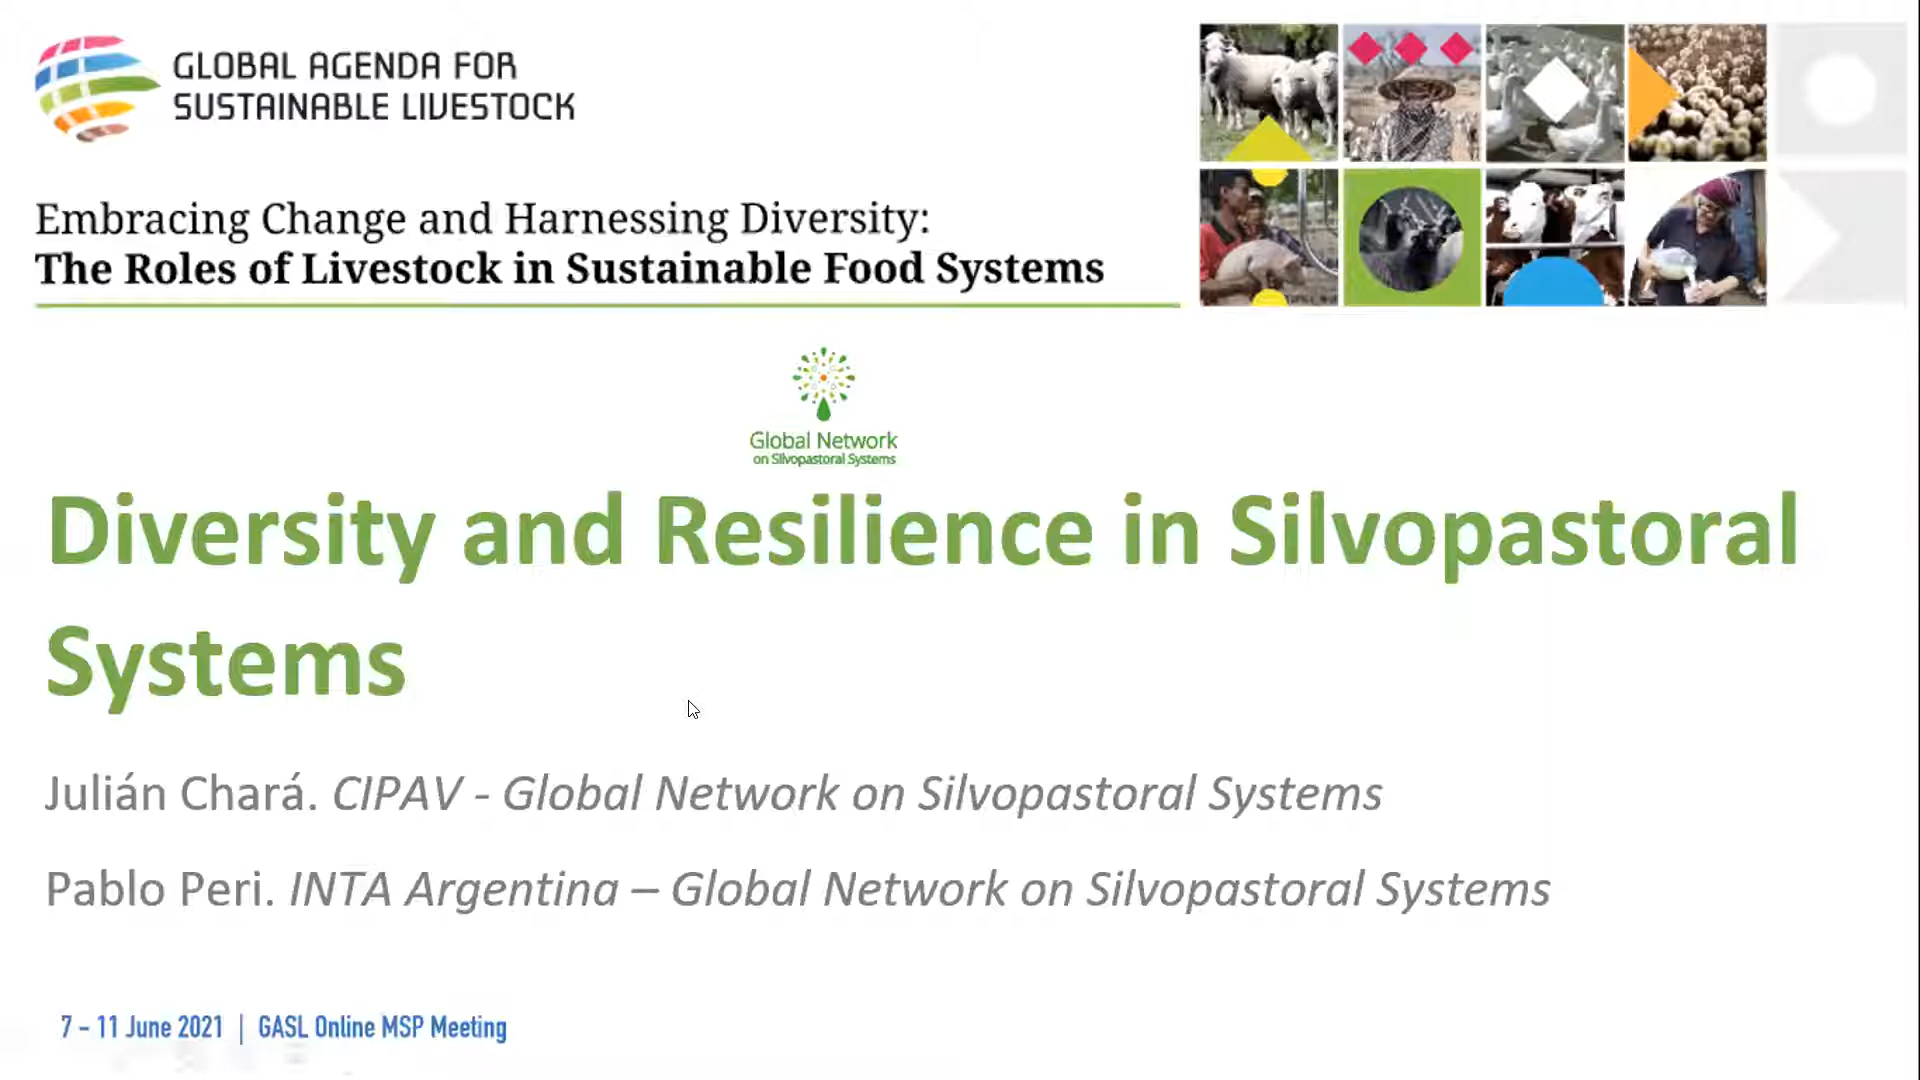 GLOBAL AGENDA FOR
SUSTAINABLE LIVESTOCK
Embracing Change and Harnessing Diversity:
The Roles of Livestock in Sustainable Food Systems
Global Network
on Silvopastoral Systems
Diversity and Resilience in Silvopastoral
Systems
Julián Chará. CIPAV - Global Network on Silvopastoral Systems
Pablo Peri. INTA Argentina – Global Network on Silvopastoral Systems
7 – 11 June 2021 | GASL Online MSP Meeting